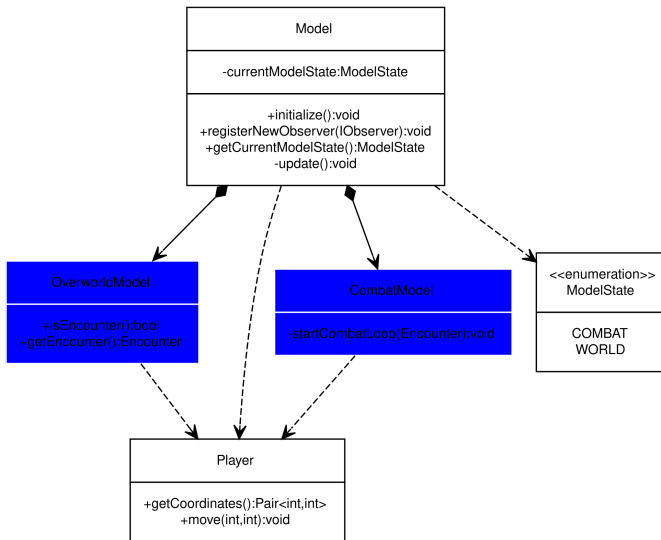 Model
-currentModelState:ModelState
+initialize():void
+registerNewObserver(IObserver):void
+getCurrentModelState():ModelState
-update():void
OverworldModel
+isEncounter():bool
+getEncounter():Encounter
CombatModel
-startCombatLoop(Encounter):void
<<enumeration>>
ModelState
COMBAT
WORLD
Player
+getCoordinates():Pair<int,int>
+move(int,int):void